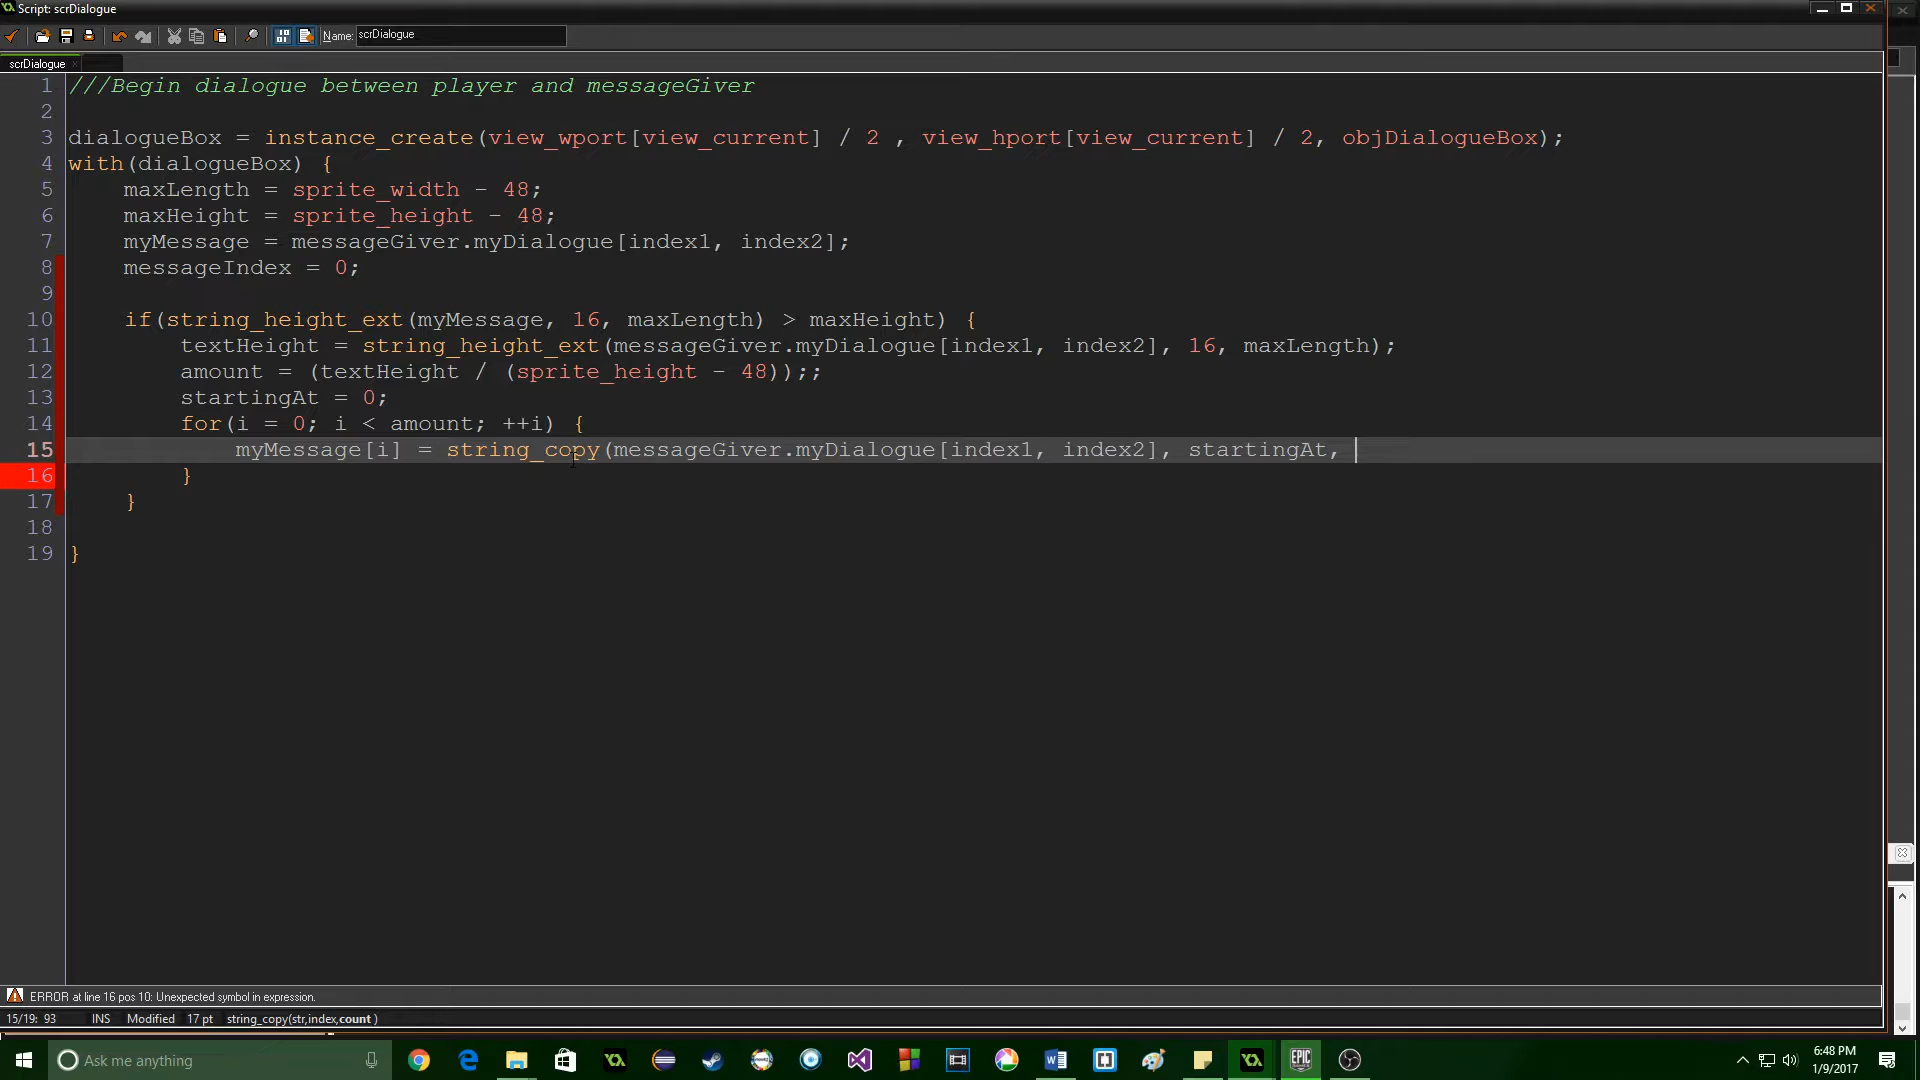 Script: scrDialogue
Name: scrDialogue
scrDialogue
1 ///Begin dialogue between player and messageGiver
2
3 dialogueBox = instance_create(view_wport[view_current] / 2 , view_hport[view_current] / 2, objDialogueBox);
4 with(dialogueBox) {
5 maxLength = sprite_width - 48;
6 maxHeight = sprite_height - 48;
7 myMessage = messageGiver.myDialogue[index1, index2];
8 messageIndex = 0;
9
10 if(string_height_ext(myMessage, 16, maxLength) > maxHeight) {
11 textHeight = string_height_ext(messageGiver.myDialogue[index1, index2], 16, maxLength);
12 amount = (textHeight / (sprite_height - 48));;
13 startingAt = 0;
14 for(i = 0; i < amount; ++i) {
15 myMessage[i] = string_copy(messageGiver.myDialogue[index1, index2], startingAt,
16 }
17 }
18
19 }
ERROR at line 16 pos 10: Unexpected symbol in expression.
15/19: 93 INS Modified 17 pt string_copy(str,index,count )
Ask me anything
EPIC
6:48 PM
1/9/2017